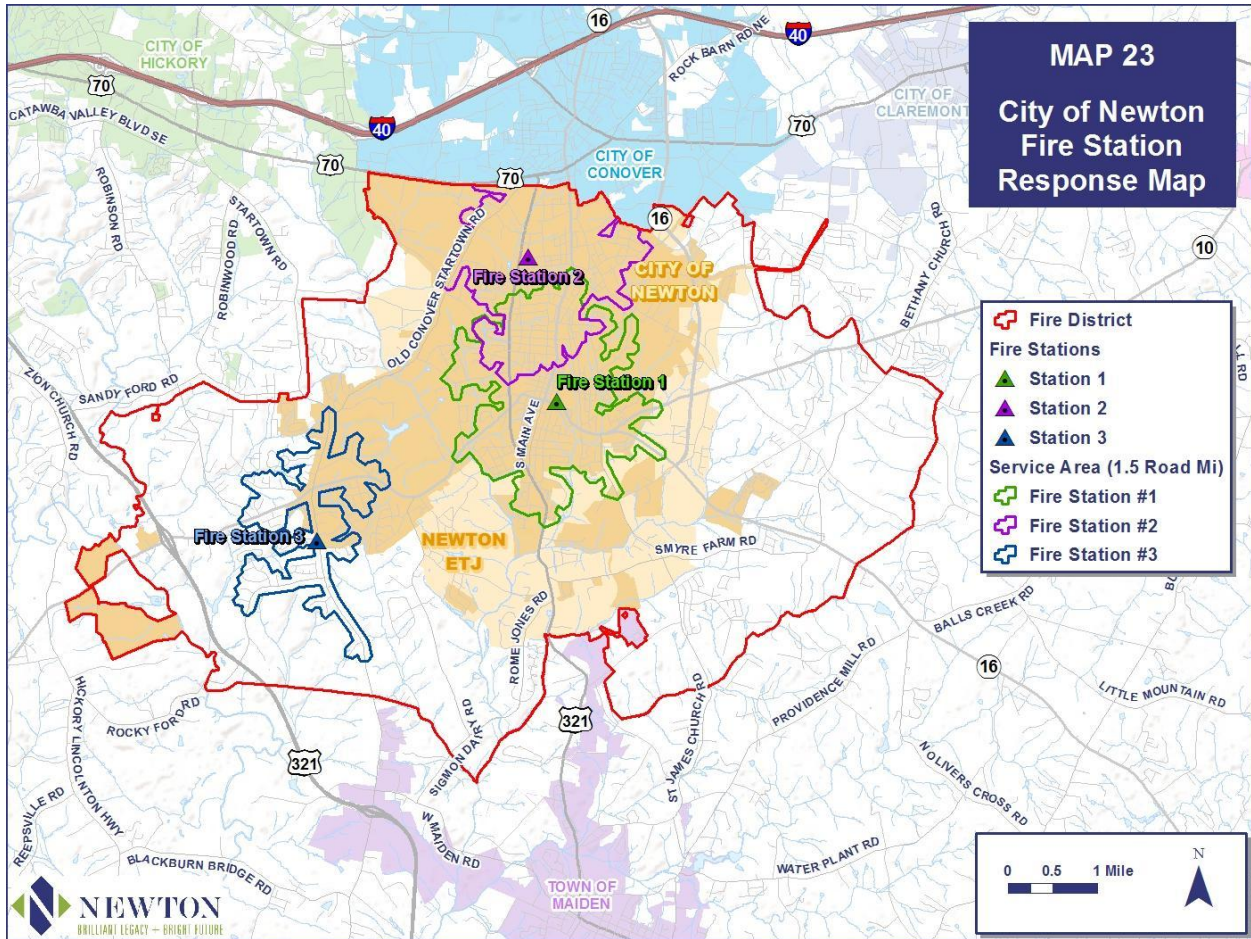 MAP 23
City of Newton
Fire Station
Response Map
CITY OF
HICKORY
16
ROCK BARN RD NE
40
70
CATAWBA VALLEY BLVD SE
40
CITY OF
CLAREMONT
70
70
CITY OF
CONOVER
70
ROBINSON RD
STARTOWN RD
ROBINWOOD RD
OLD CONOVER STARTOWN RD
16
BETHANY CHURCH RD
10
Fire Station 2
CITY OF
NEWTON
ZION CHURCH RD
SANDY FORD RD
Fire Station 1
S MAIN AVE
Fire Station 3
NEWTON
ETJ
SMYRE FARM RD
ROME JONES RD
BALLS CREEK RD
PROVIDENCE MILL RD
16
LITTLE MOUNTAIN RD
HICKORY LINCOLNTON HWY
ROCKY FORD RD
321
SIGMON DAIRY RD
321
ST JAMES CHURCH RD
N OLIVERS CROSS RD
REEPSVILLE RD
W MAIDEN RD
BLACKBURN BRIDGE RD
WATER PLANT RD
TOWN OF
MAIDEN
Fire District
Fire Stations
Station 1
Station 2
Station 3
Service Area (1.5 Road Mi)
Fire Station #1
Fire Station #2
Fire Station #3
0 0.5 1 Mile
N
N NEWTON
BRILLIANT LEGACY – BRIGHT FUTURE